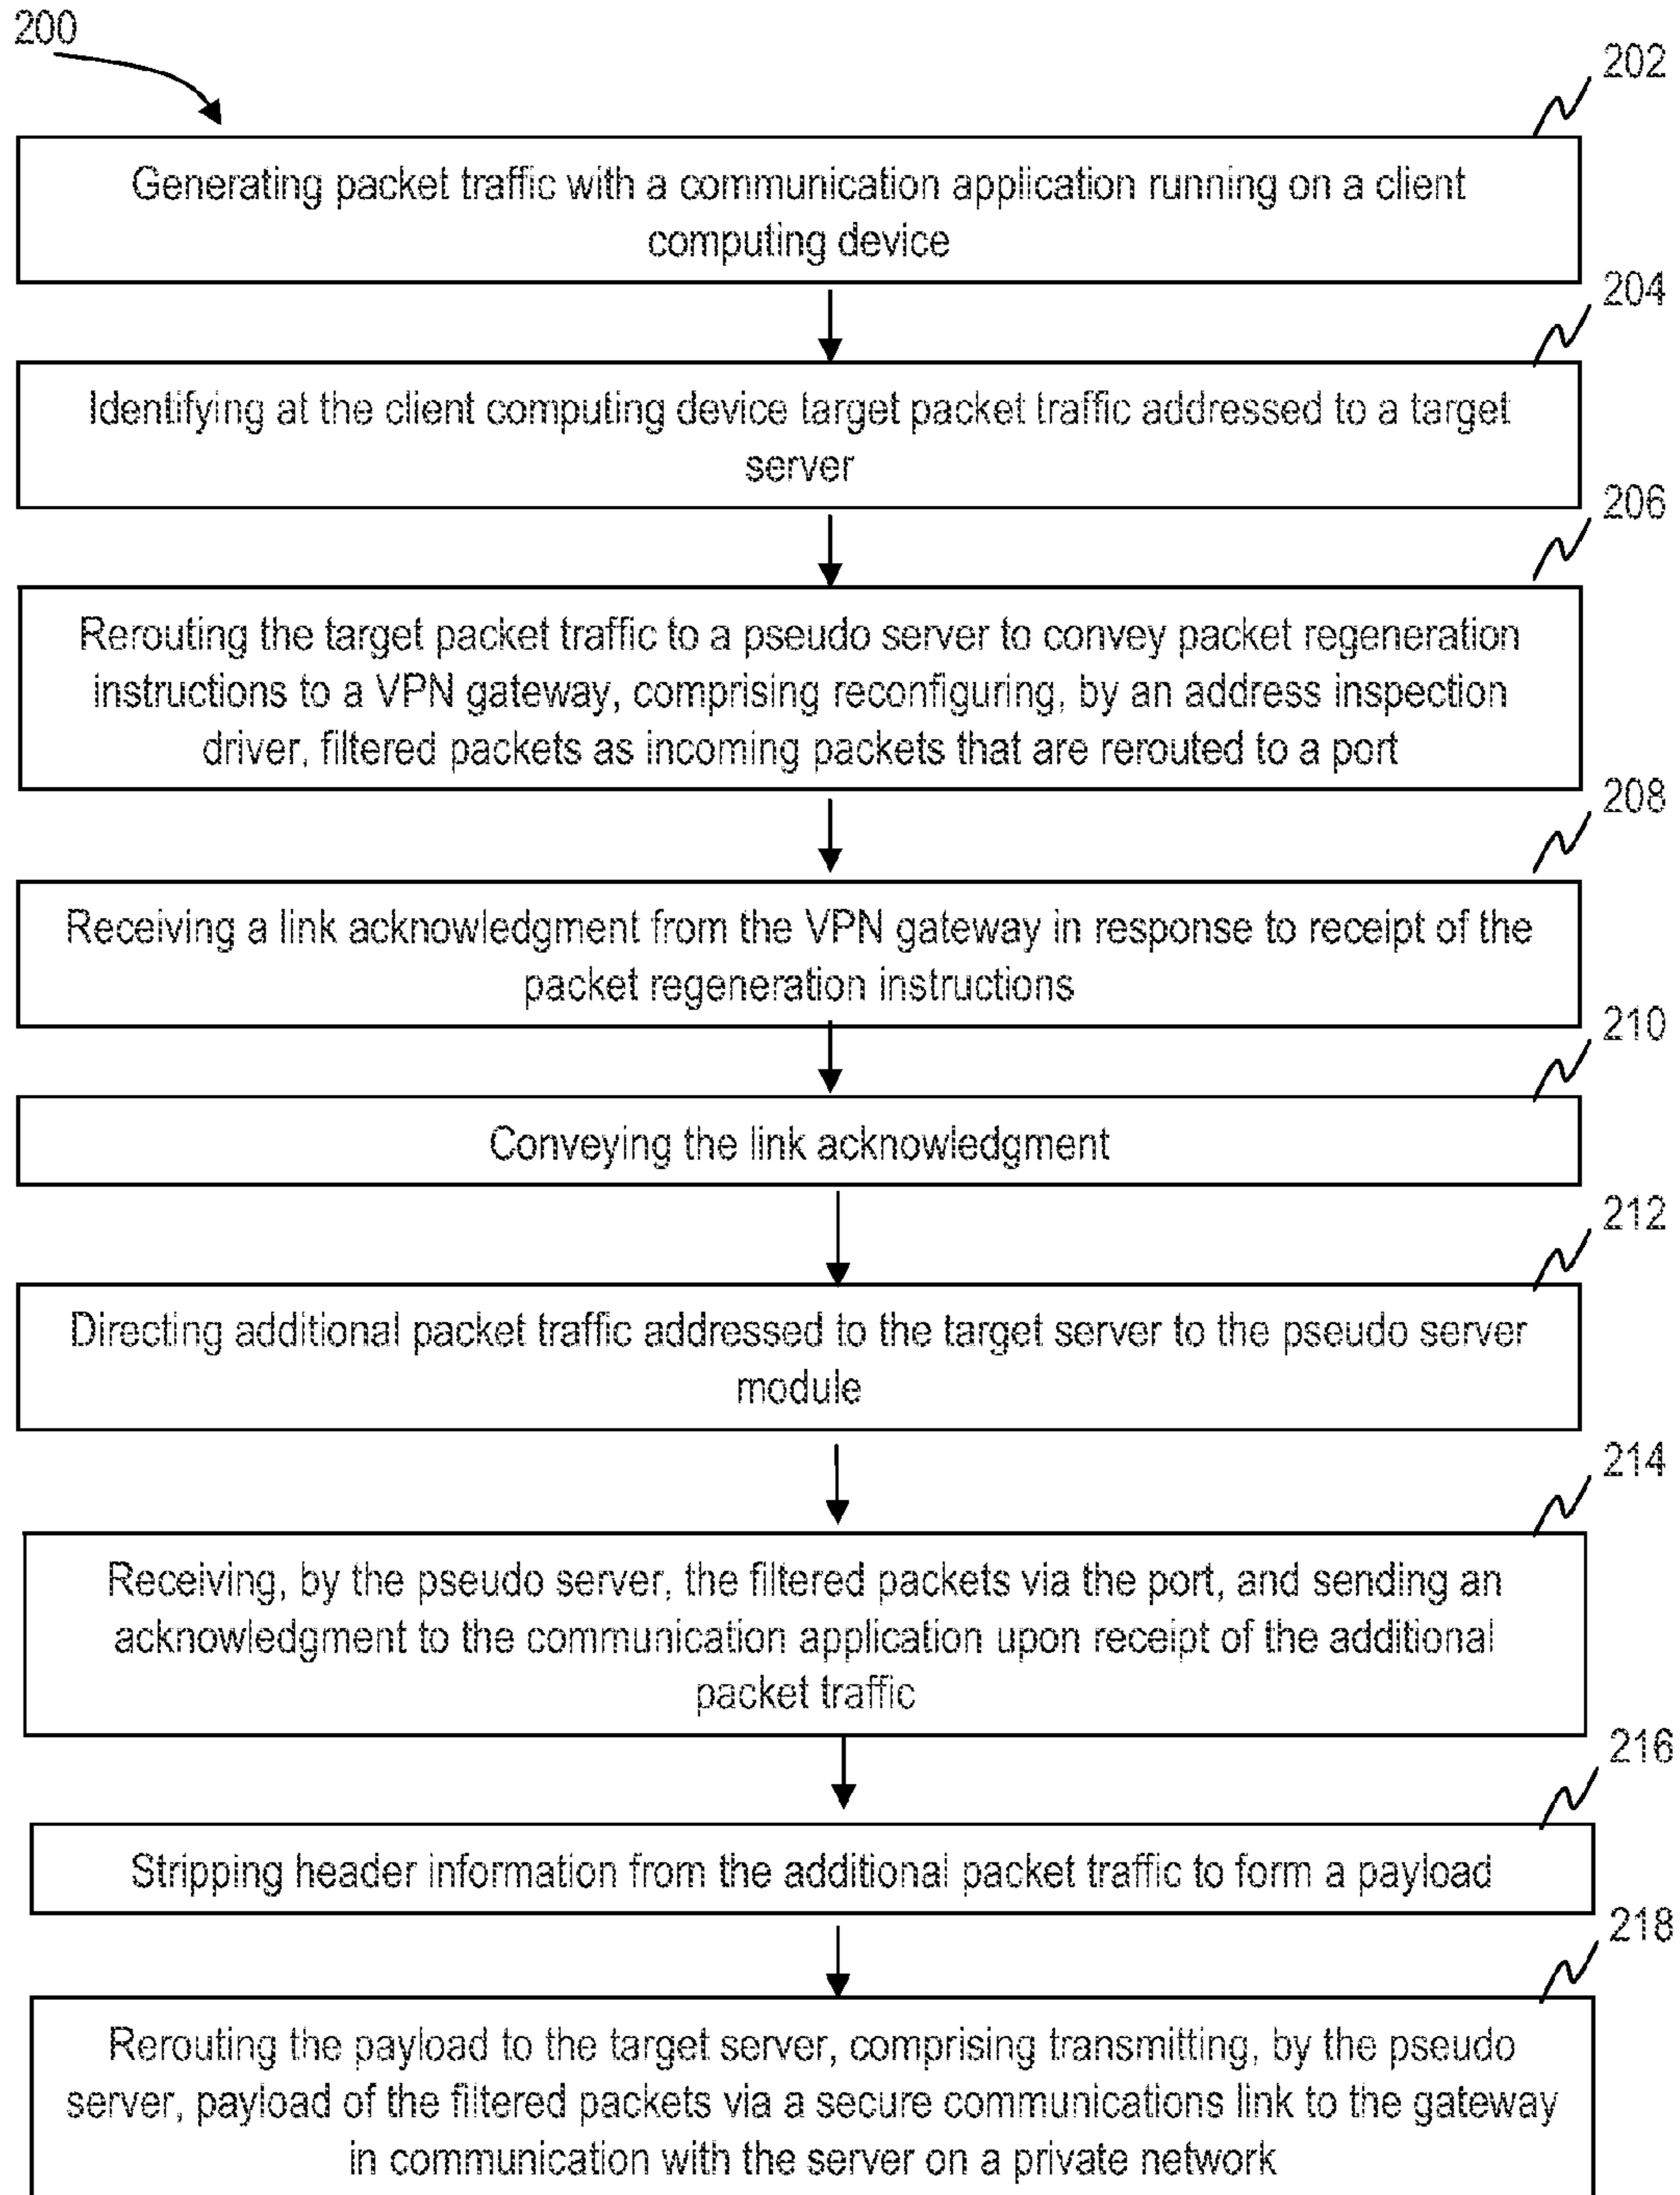 200
202
Generating packet traffic with a communication application running on a client
computing device
204
Identifying at the client computing device target packet traffic addressed to a target
server
206
Rerouting the target packet traffic to a pseudo server to convey packet regeneration
instructions to a VPN gateway, comprising reconfiguring, by an address inspection
driver, filtered packets as incoming packets that are rerouted to a port
208
Receiving a link acknowledgment from the VPN gateway in response to receipt of the
packet regeneration instructions
210
Conveying the link acknowledgment
212
Directing additional packet traffic addressed to the target server to the pseudo server
module
214
Receiving, by the pseudo server, the filtered packets via the port, and sending an
acknowledgment to the communication application upon receipt of the additional
packet traffic
216
Stripping header information from the additional packet traffic to form a payload
218
Rerouting the payload to the target server, comprising transmitting, by the pseudo
server, payload of the filtered packets via a secure communications link to the gateway
in communication with the server on a private network